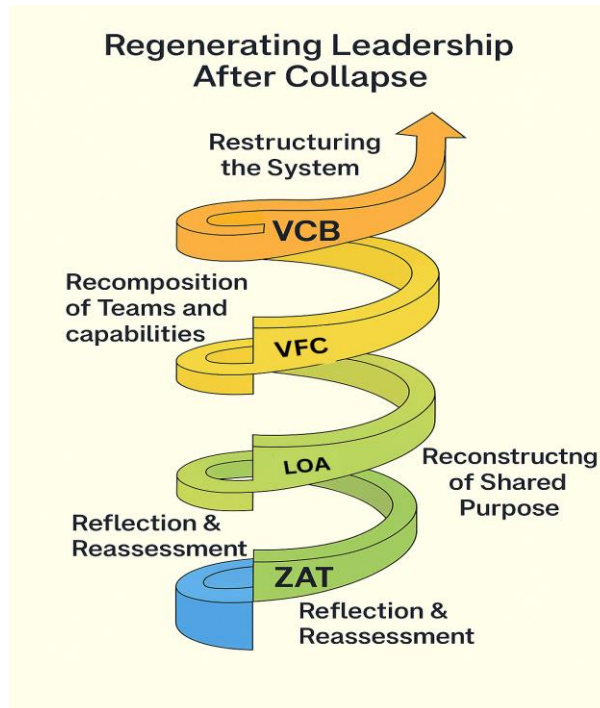 Regenerating Leadership
After Collapse
Restructuring
the System
VCB
Recomposition
of Teams and
capabilities
VFC
LOA
Reconstructng
of Shared
Purpose
Reflection &
Reassessment
ZAT
Reflection &
Reassessment